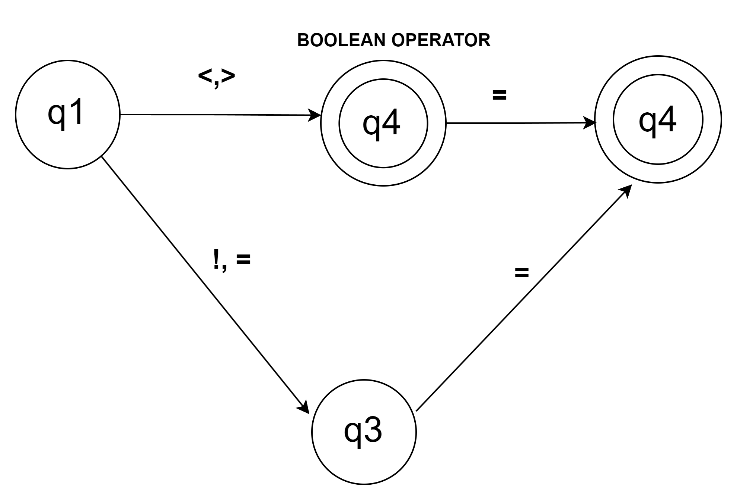 BOOLEAN OPERATOR
<,>
=
q1
q4
q4
!, =
=
q3